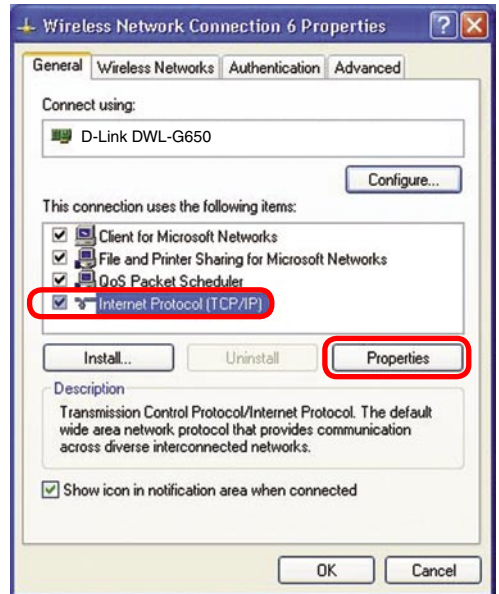 Wireless Network Connection 6 Properties
General Wireless Networks Authentication Advanced
Connect using:
D-Link DWL-G650
Configure...
This connection uses the following items:
Client for Microsoft Networks
File and Printer Sharing for Microsoft Networks
QoS Packet Scheduler
Internet Protocol (TCP/IP)
Install... Uninstall Properties
Description
Transmission Control Protocol/Internet Protocol. The default
wide area network protocol that provides communication
across diverse interconnected networks.
Show icon in notification area when connected
OK Cancel